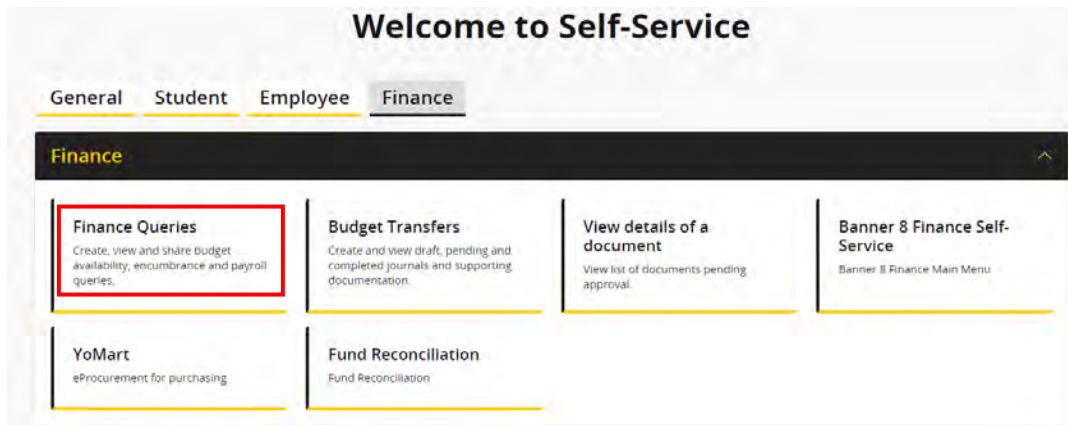 Welcome to Self-Service
General Student Employee Finance
Finance
Finance Queries
Create, view and share budget
availability, encumbrance and payroll
queries.
Budget Transfers
Create and view draft, pending and
completed journals and supporting
documentation.
View details of a
document
View list of documents pending
approval.
Banner 8 Finance Self-
Service
Banner 8 Finance Main Menu
YoMart
eProcurement for purchasing
Fund Reconciliation
Fund Reconciliation